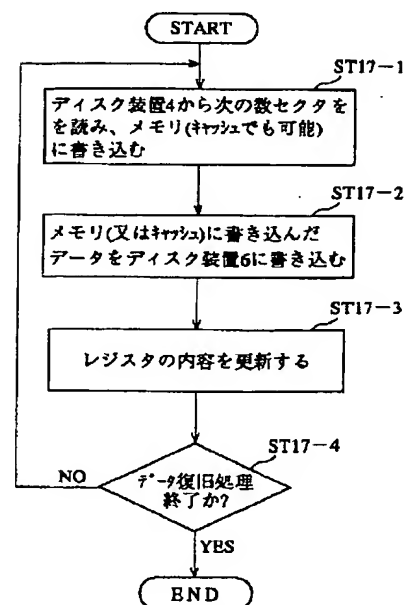 START
ST17-1
ディスク装置4から次の数セクタを
を読み、メモリ(キャッシュでも可能)
に書き込む
ST17-2
メモリ(又はキャッシュ)に書き込んだ
データをディスク装置6に書き込む
ST17-3
レジスタの内容を更新する
ST17-4
データ復旧処理
終了か?
NO
YES
END